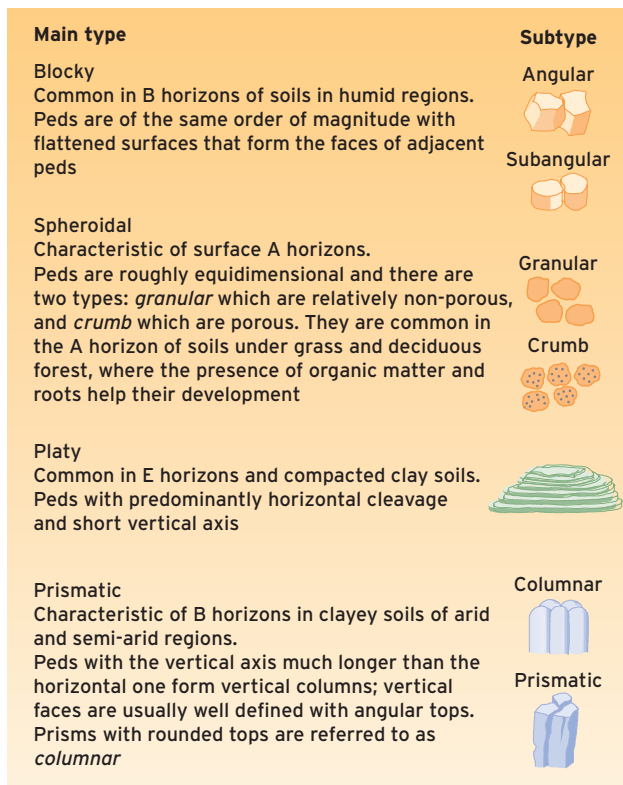 Main type
Subtype
Blocky
Common in B horizons of soils in humid regions.
Peds are of the same order of magnitude with
flattened surfaces that form the faces of adjacent
peds
Angular
Subangular
Spheroidal
Characteristic of surface A horizons.
Peds are roughly equidimensional and there are
two types: granular which are relatively non-porous,
and crumb which are porous. They are common in
the A horizon of soils under grass and deciduous
forest, where the presence of organic matter and
roots help their development
Granular
Crumb
Platy
Common in E horizons and compacted clay soils.
Peds with predominantly horizontal cleavage
and short vertical axis
Prismatic
Characteristic of B horizons in clayey soils of arid
and semi-arid regions.
Peds with the vertical axis much longer than the
horizontal one form vertical columns; vertical
faces are usually well defined with angular tops.
Prisms with rounded tops are referred to as
columnar
Columnar
Prismatic